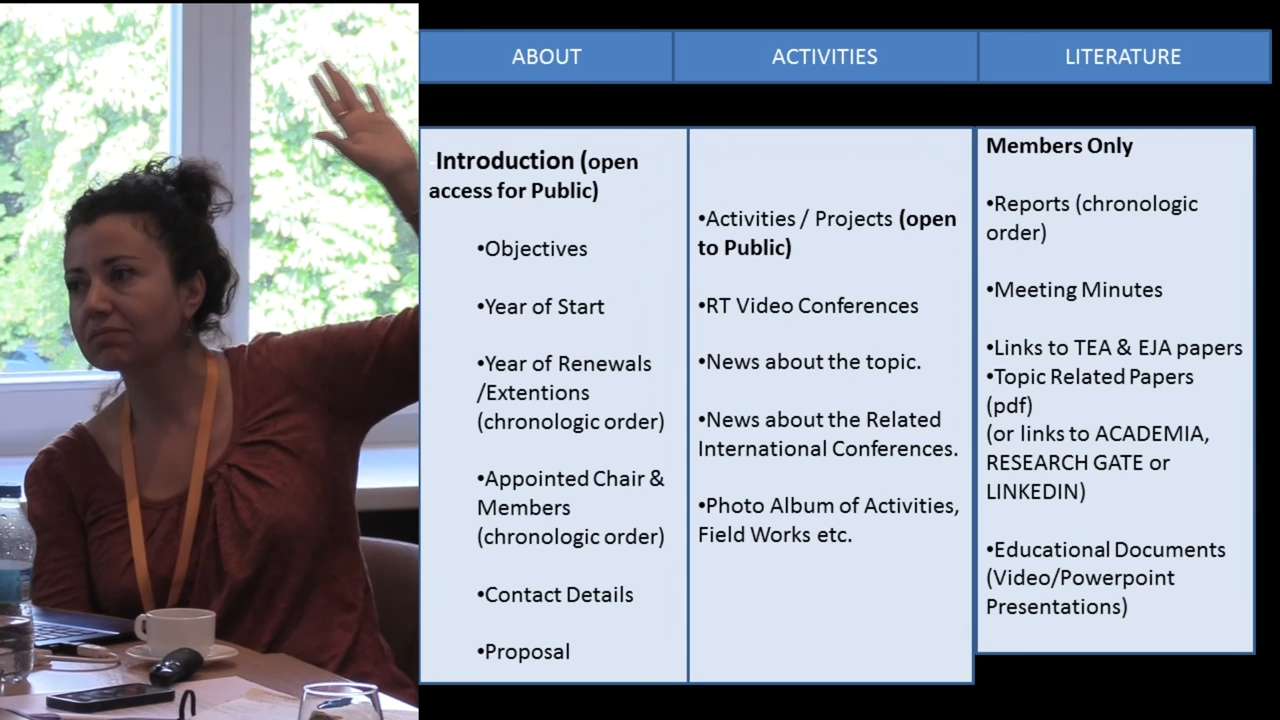 ABOUT
ACTIVITIES
LITERATURE
Introduction (open
access for Public)
•Objectives
•Year of Start
•Year of Renewals
/Extentions
(chronologic order)
•Appointed Chair &
Members
(chronologic order)
•Contact Details
•Proposal
•Activities / Projects (open
to Public)
•RT Video Conferences
•News about the topic.
•News about the Related
International Conferences.
•Photo Album of Activities,
Field Works etc.
Members Only
•Reports (chronologic
order)
•Meeting Minutes
•Links to TEA & EJA papers
•Topic Related Papers
(pdf)
(or links to ACADEMIA,
RESEARCH GATE or
LINKEDIN)
•Educational Documents
(Video/Powerpoint
Presentations)